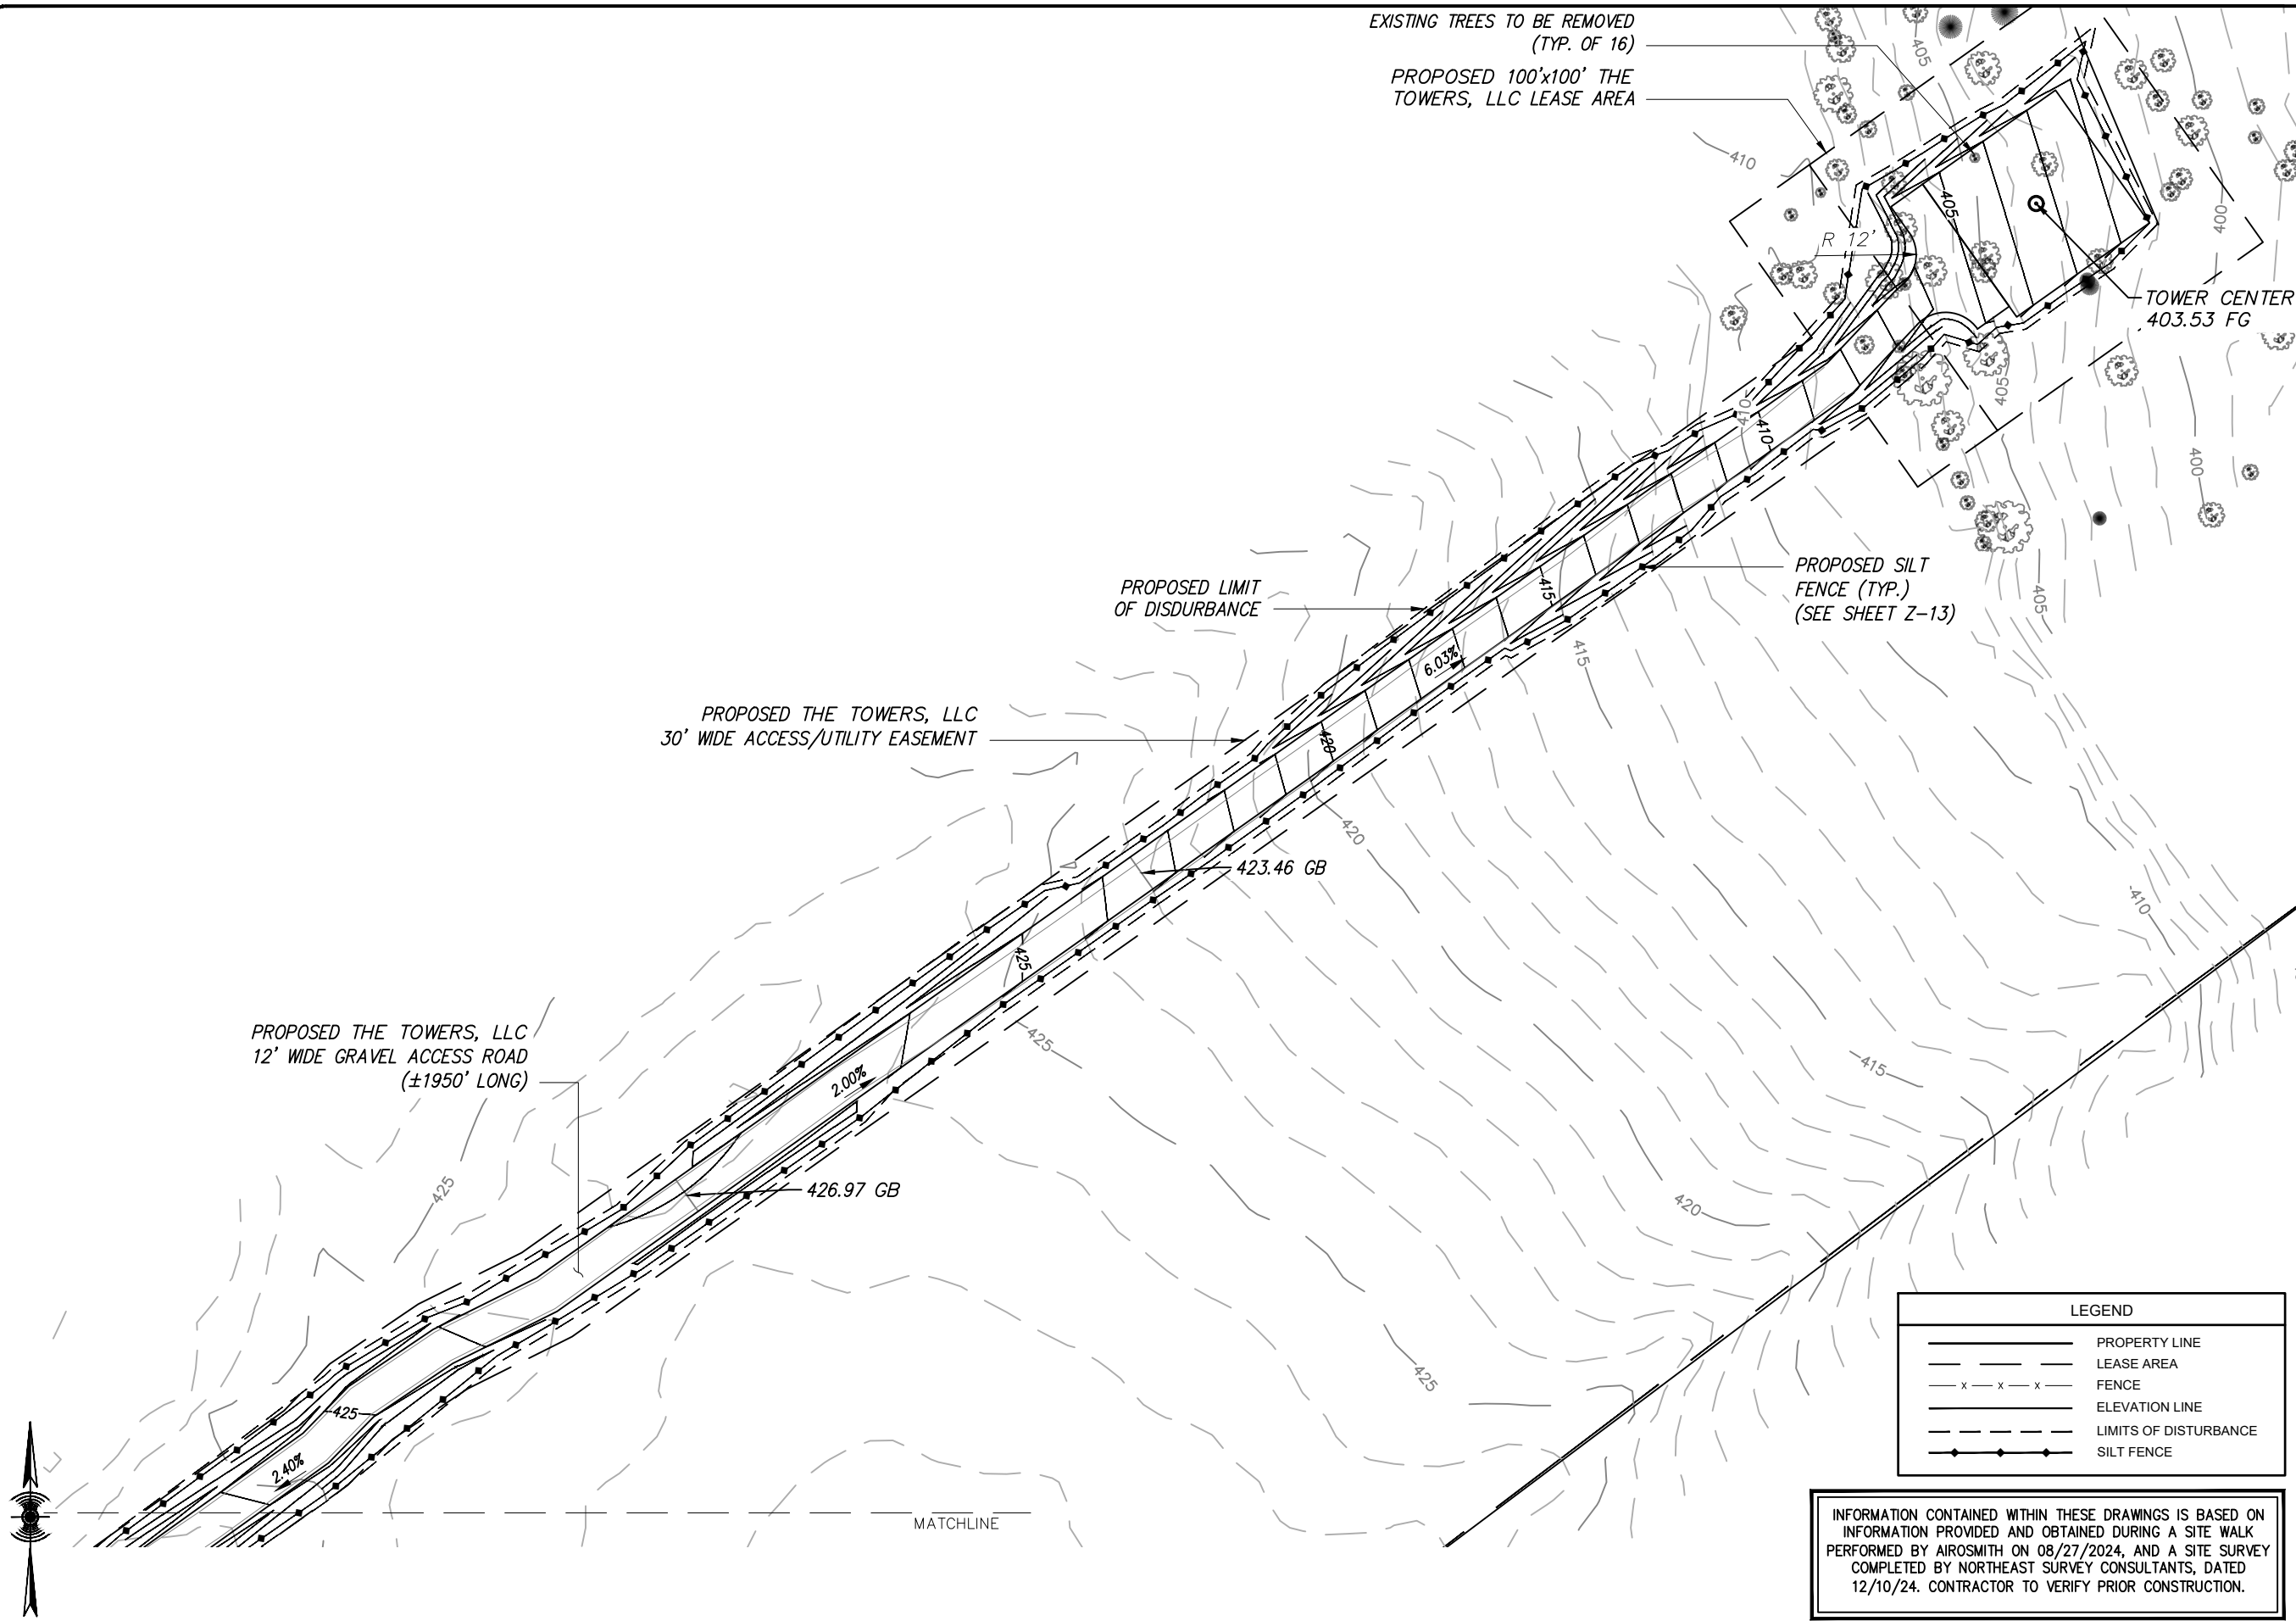 EXISTING TREES TO BE REMOVED
(TYP. OF 16)
PROPOSED 100'x100' THE
TOWERS, LLC LEASE AREA
405
410
405
R 12'
400
TOWER CENTER
403.53 FG
405
410
410
400
PROPOSED LIMIT
OF DISDURBANCE
PROPOSED SILT
FENCE (TYP.)
(SEE SHEET Z-13)
415
405
415
6.03%
PROPOSED THE TOWERS, LLC
30' WIDE ACCESS/UTILITY EASEMENT
420
420
423.46 GB
410
425
425
PROPOSED THE TOWERS, LLC
12' WIDE GRAVEL ACCESS ROAD
(±1950' LONG)
2.00%
415
425
426.97 GB
420
425
425
2.40%
MATCHLINE
LEGEND
PROPERTY LINE
LEASE AREA
x x x FENCE
ELEVATION LINE
LIMITS OF DISTURBANCE
SILT FENCE
INFORMATION CONTAINED WITHIN THESE DRAWINGS IS BASED ON
INFORMATION PROVIDED AND OBTAINED DURING A SITE WALK
PERFORMED BY AIROSMITH ON 08/27/2024, AND A SITE SURVEY
COMPLETED BY NORTHEAST SURVEY CONSULTANTS, DATED
12/10/24. CONTRACTOR TO VERIFY PRIOR CONSTRUCTION.